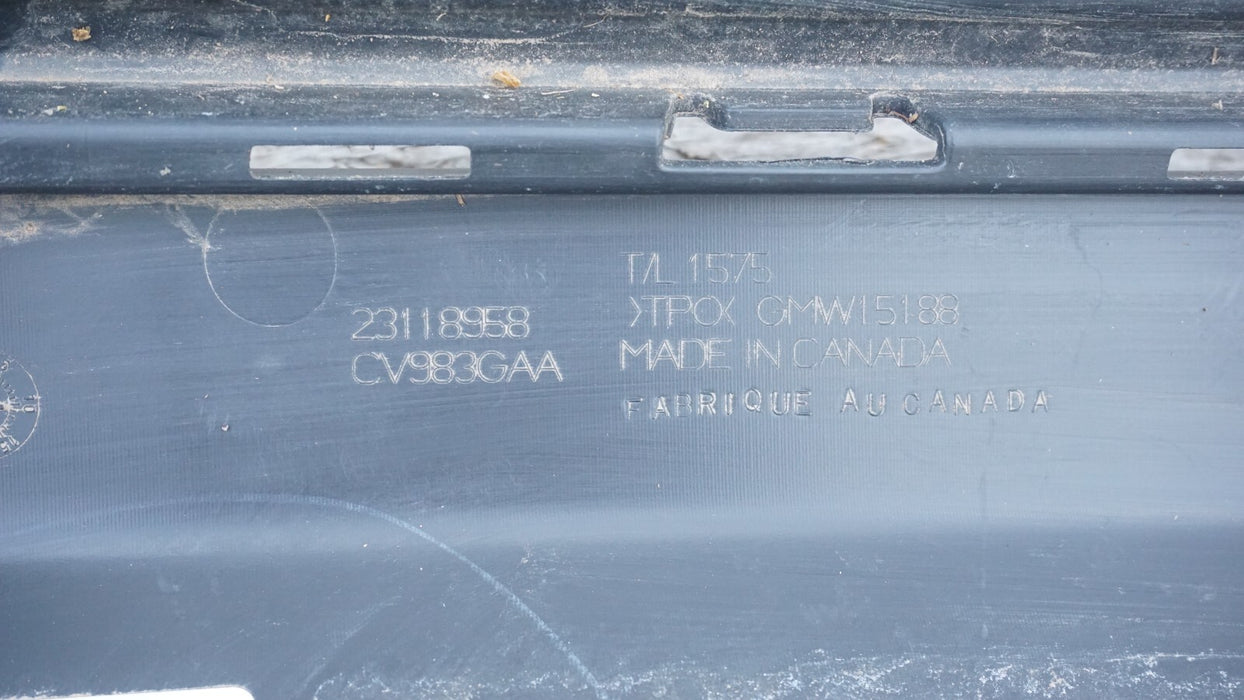 T/L 1575
23118958
>TPO< GMW15188
CV983GAA
MADE IN CANADA
FABRIQUE AU CANADA